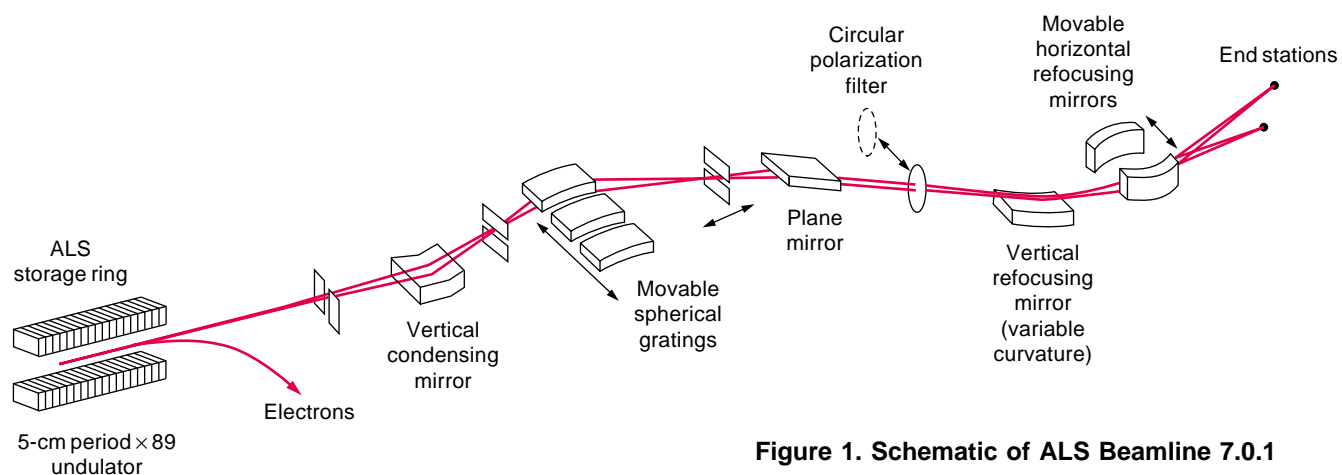 ALS
storage ring
5-cm period × 89
undulator
Electrons
Vertical
condensing
mirror
Movable
spherical
gratings
Circular
polarization
filter
Plane
mirror
Movable
horizontal
refocusing
mirrors
Vertical
refocusing
mirror
(variable
curvature)
End stations
Figure 1. Schematic of ALS Beamline 7.0.1